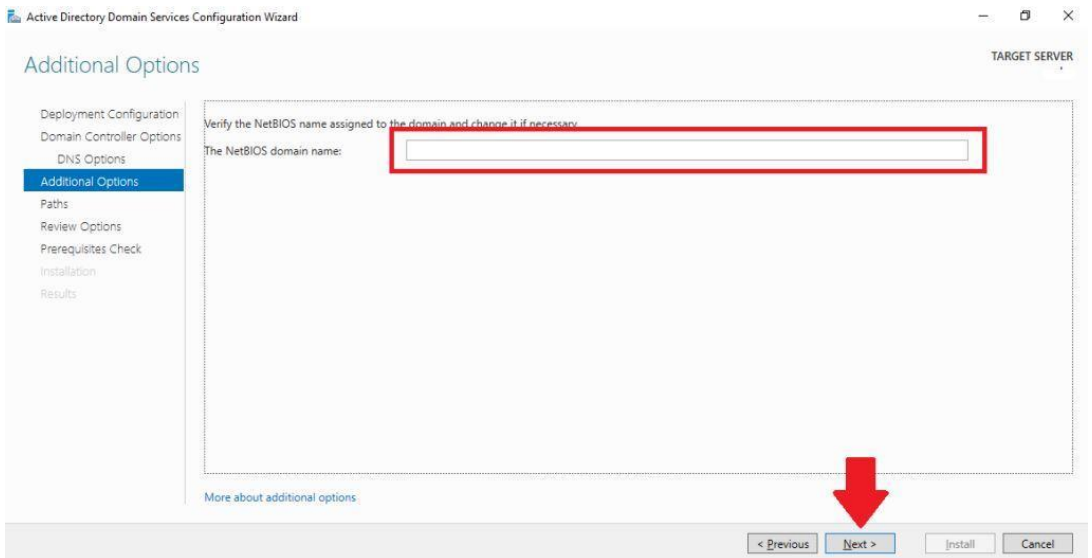 Active Directory Domain Services Configuration Wizard
Additional Options
TARGET SERVER
Deployment Configuration
Domain Controller Options
DNS Options
Additional Options
Paths
Review Options
Prerequisites Check
Installation
Results
Verify the NetBIOS name assigned to the domain and change it if necessary
The NetBIOS domain name:
More about additional options
< Previous
Next >
Install
Cancel